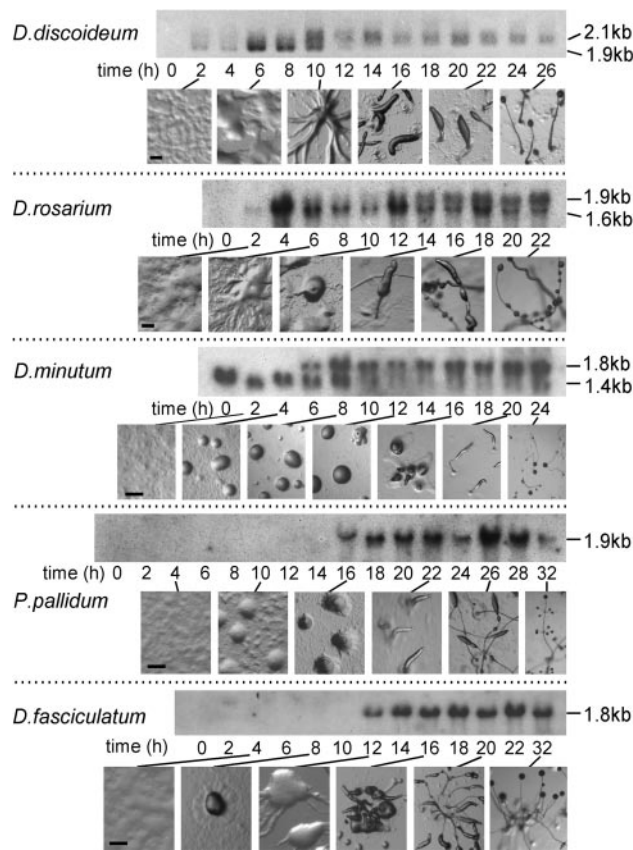 D.discoideum 2.1kb
1.9kb
time (h) 0 2 4 6 8 10 12 14 16 18 20 22 24 26
D.rosarium 1.9kb
1.6kb
time (h) 0 2 4 6 8 10 12 14 16 18 20 22
D.minutum 1.8kb
1.4kb
time (h) 0 2 4 6 8 10 12 14 16 18 20 24
1.9kb
time (h) 0 2 4 6 8 10 12 14 16 18 20 22 24 26 28 32
P.pallidum
D.fasciculatum 1.8kb
time (h) 0 2 4 6 8 10 12 14 16 18 20 22 32